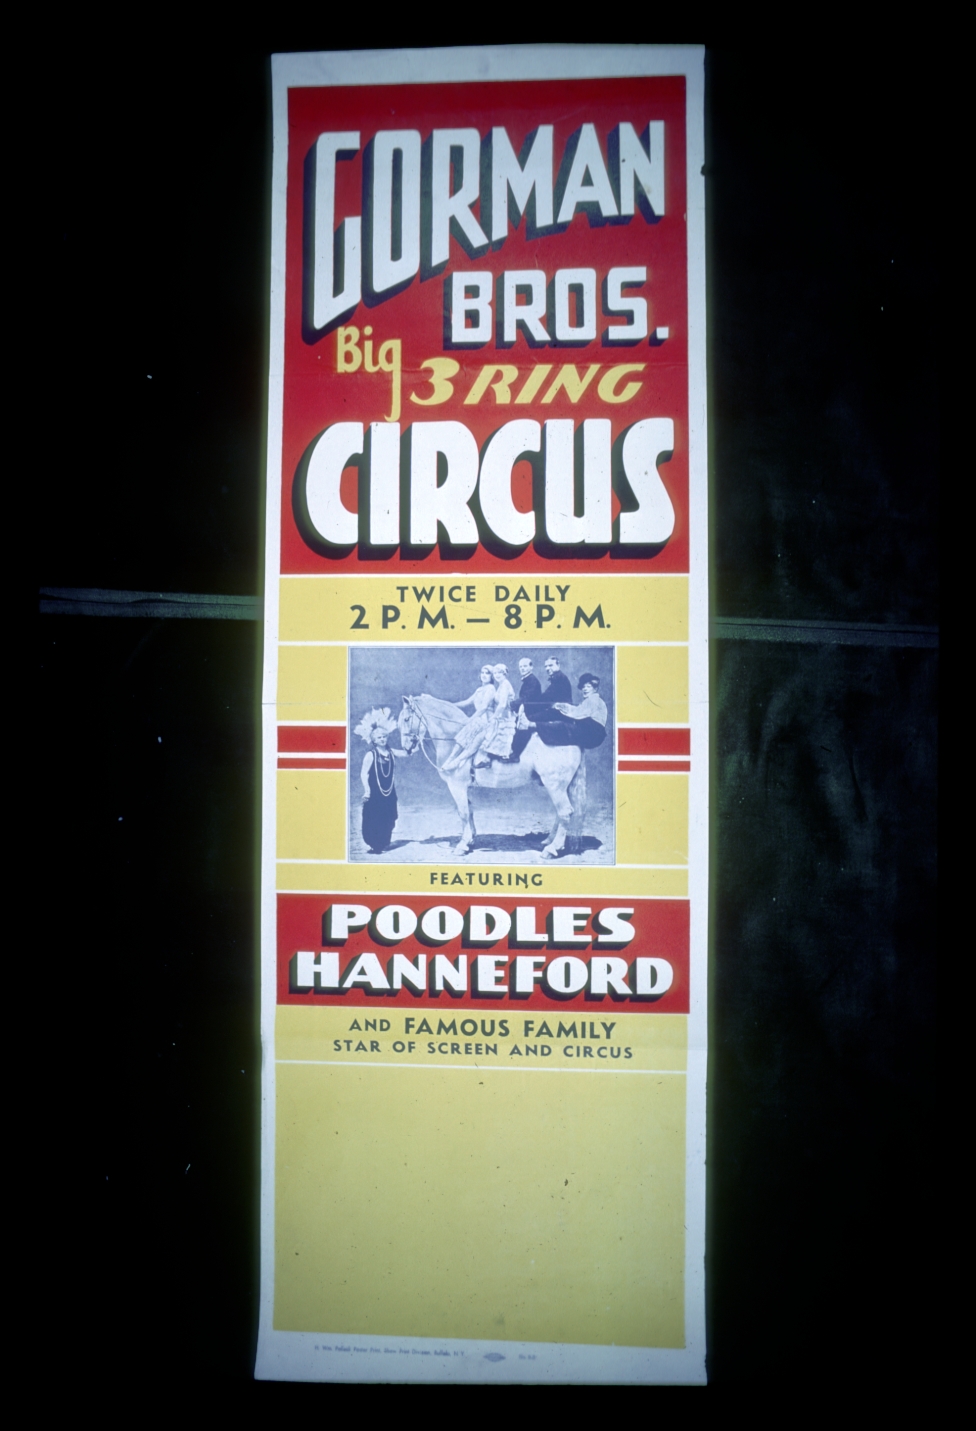 GORMAN
BROS.
Big 3 RING
CIRCUS
TWICE DAILY
2 P. M. — 8 P. M.
FEATURING
POODLES
HANNEFORD
AND FAMOUS FAMILY
STAR OF SCREEN AND CIRCUS